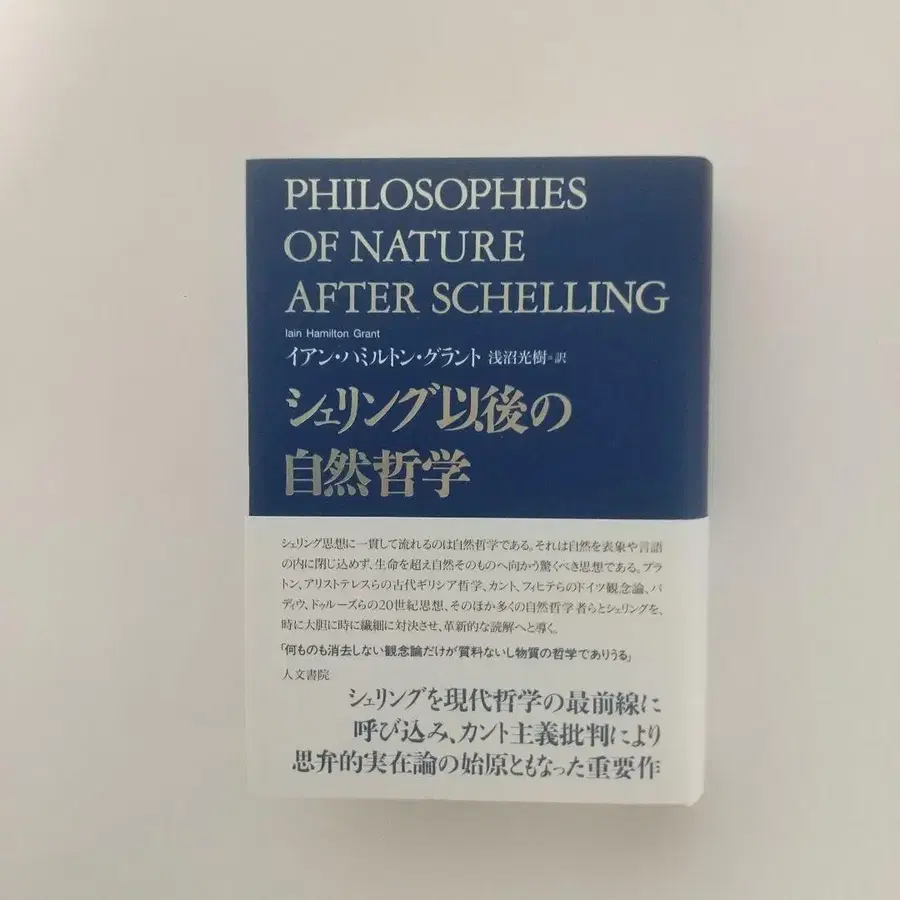 PHILOSOPHIES
OF NATURE
AFTER SCHELLING
Iain Hamilton Grant
イアン・ハミルトン・グラント 浅沼光樹=訳
シェリング以後の
自然哲学
シェリング思想に一貫して流れるのは自然哲学である。それは自然を表象や言語
の内に閉じ込めず、生命を超え自然そのものへ向かう驚くべき思想である。プラ
トン、アリストテレスらの古代ギリシア哲学、カント、フィヒテらのドイツ観念論、バ
ディウ、ドゥルーズらの20世紀思想、そのほか多くの自然哲学者らとシェリングを、
時に大胆に時に繊細に対決させ、革新的な読解へと導く。
「何ものも消去しない観念論だけが質料ないし物質の哲学でありうる」
人文書院
シェリングを現代哲学の最前線に
呼び込み、カント主義批判により
思弁的実在論の始原ともなった重要作